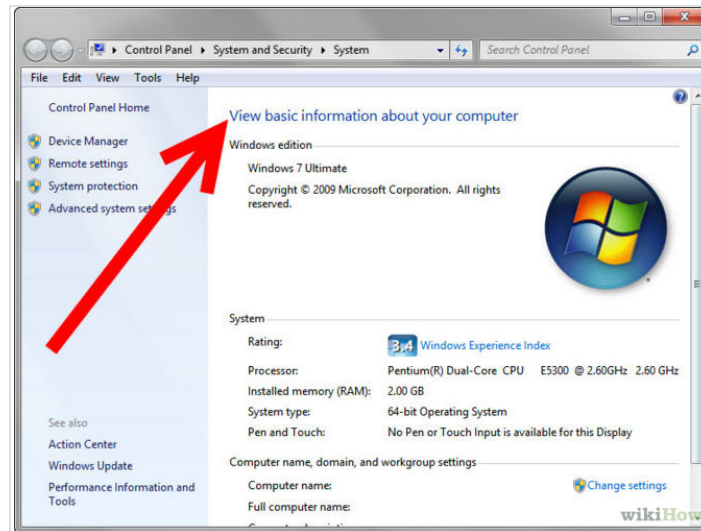 Control Panel ▸ System and Security ▸ System
Search Control Panel
File Edit View Tools Help
Control Panel Home
Device Manager
Remote settings
System protection
Advanced system settings
See also
Action Center
Windows Update
Performance Information and
Tools
View basic information about your computer
Windows edition
Windows 7 Ultimate
Copyright © 2009 Microsoft Corporation. All rights
reserved.
System
Rating:
3.4 Windows Experience Index
Processor: Pentium(R) Dual-Core CPU E5300 @ 2.60GHz 2.60 GHz
Installed memory (RAM): 2.00 GB
System type: 64-bit Operating System
Pen and Touch: No Pen or Touch Input is available for this Display
Computer name, domain, and workgroup settings
Computer name: Change settings
Full computer name:
wikiHow